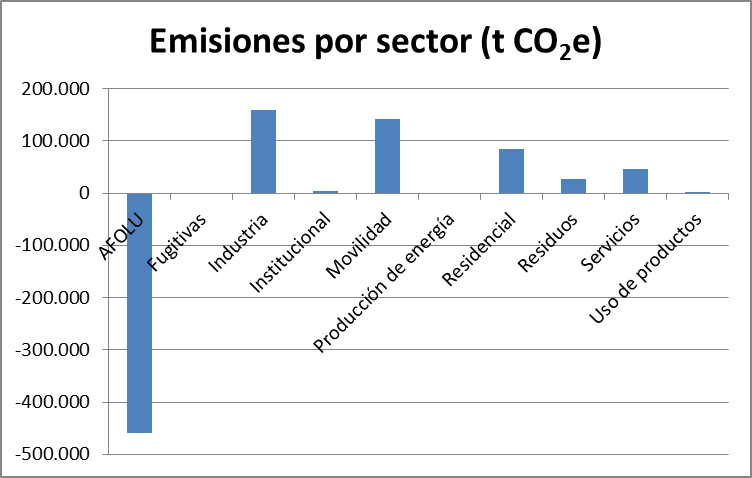 Emisiones por sector (t CO₂e)
200.000
100.000
0
-100.000
-200.000
-300.000
-400.000
-500.000
AFOLU
Fugitivas
Industria
Institucional
Movilidad
Producción de energía
Residencial
Residuos
Servicios
Uso de productos